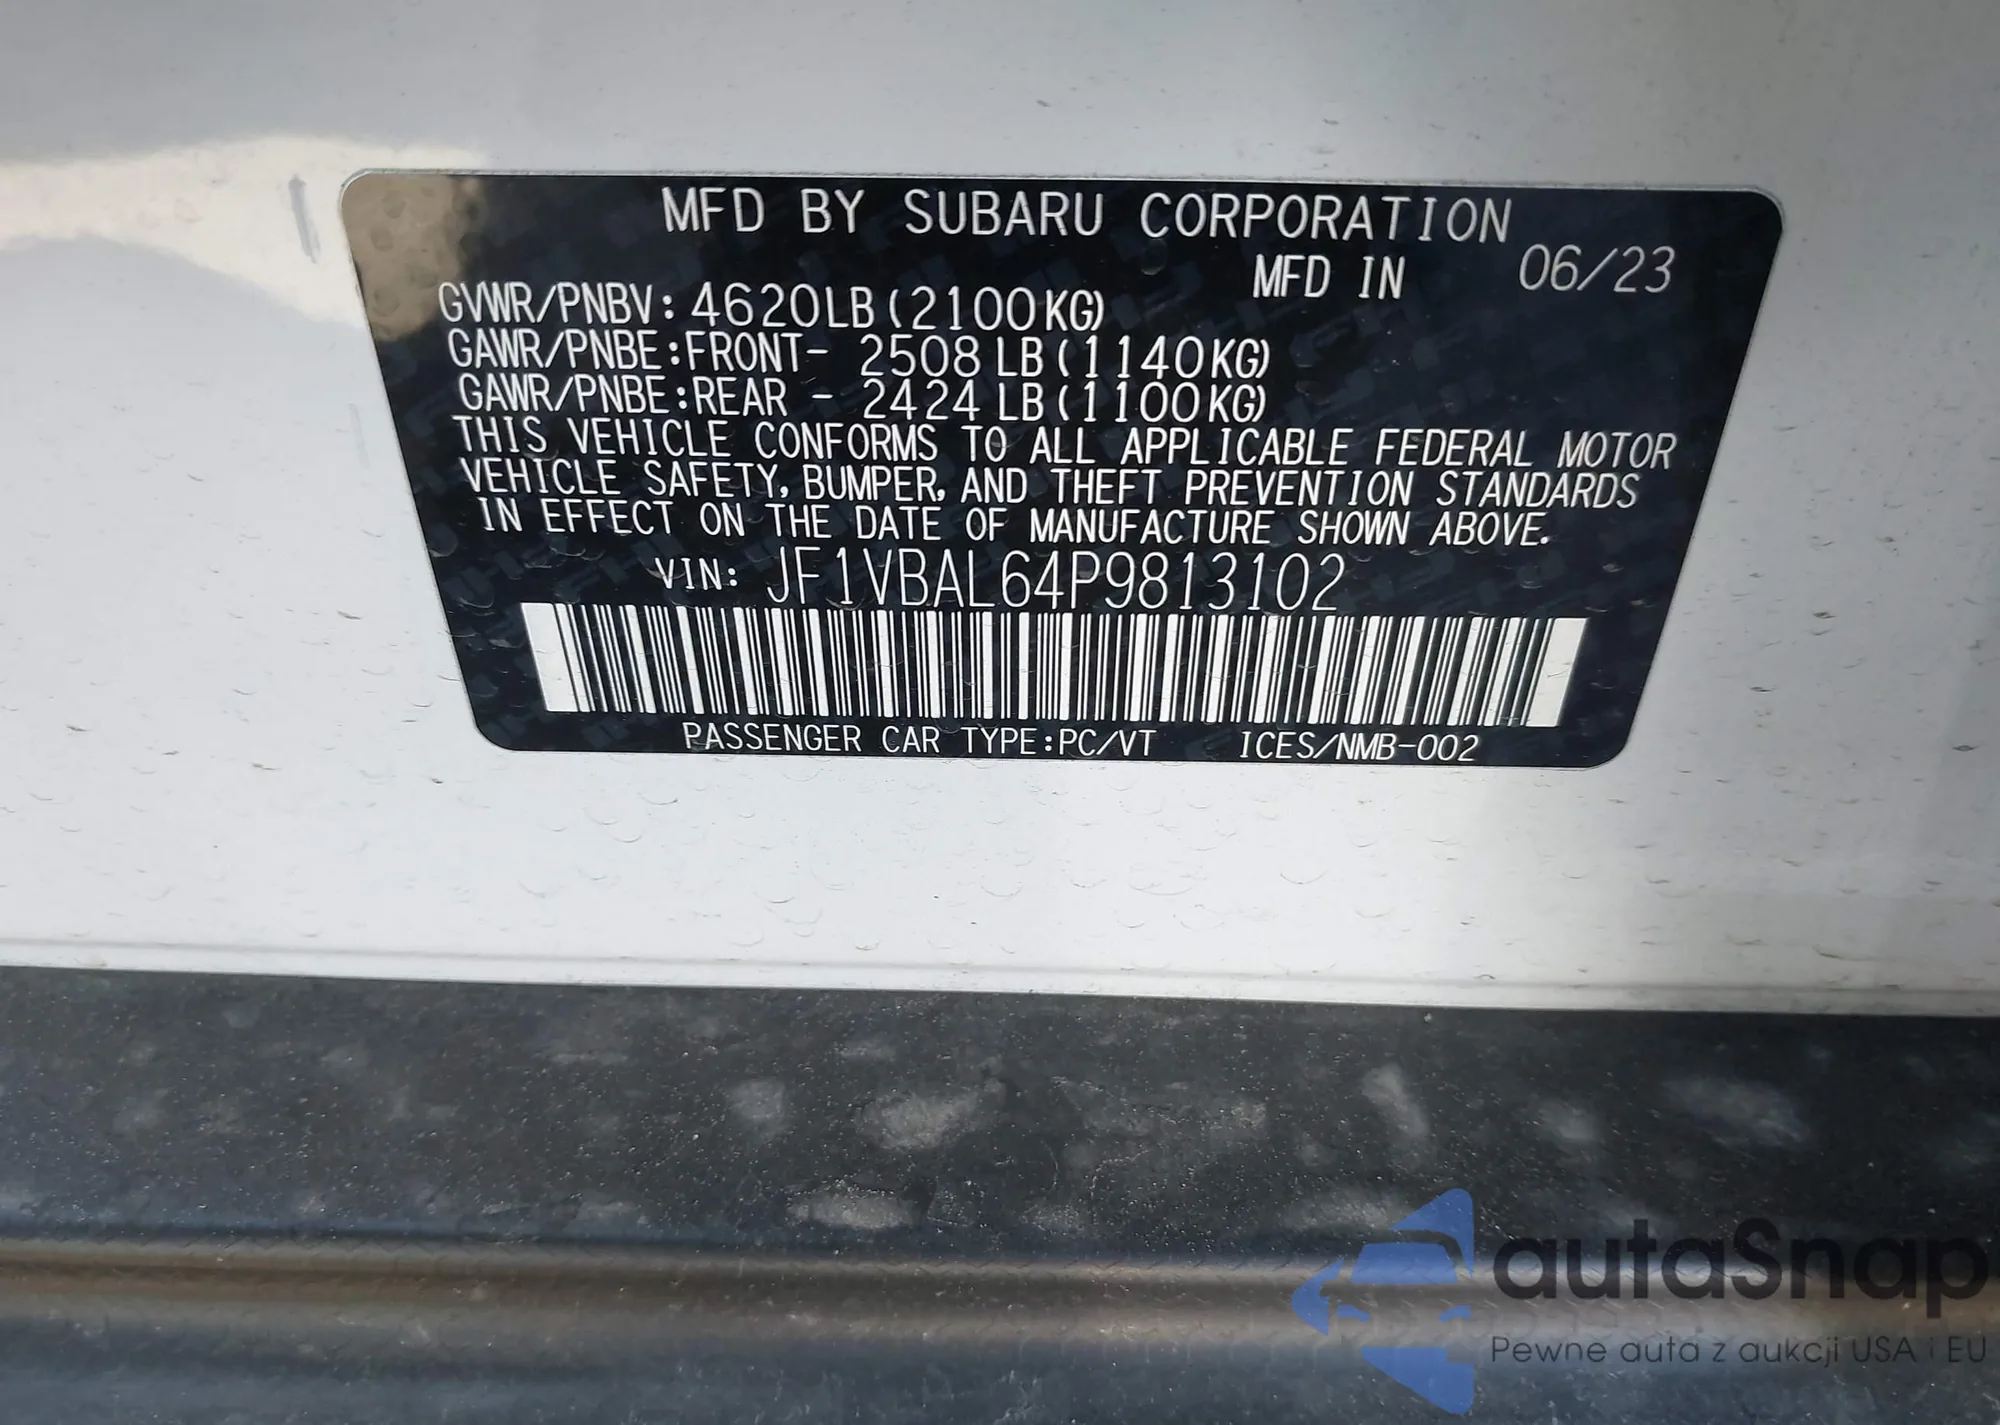 MFD BY SUBARU CORPORATION
MFD IN 06/23
GVWR/PNBV: 4620LB (2100KG)
GAWR/PNBE:FRONT- 2508 LB (1140KG)
GAWR/PNBE:REAR - 2424 LB (1100KG)
THIS VEHICLE CONFORMS TO ALL APPLICABLE FEDERAL MOTOR
VEHICLE SAFETY, BUMPER, AND THEFT PREVENTION STANDARDS
IN EFFECT ON THE DATE OF MANUFACTURE SHOWN ABOVE.
VIN: JF1VBAL64P9813102
PASSENGER CAR TYPE:PC/VT ICES/NMB-002
autaSnap
Pewne auta z aukcji USA i EU